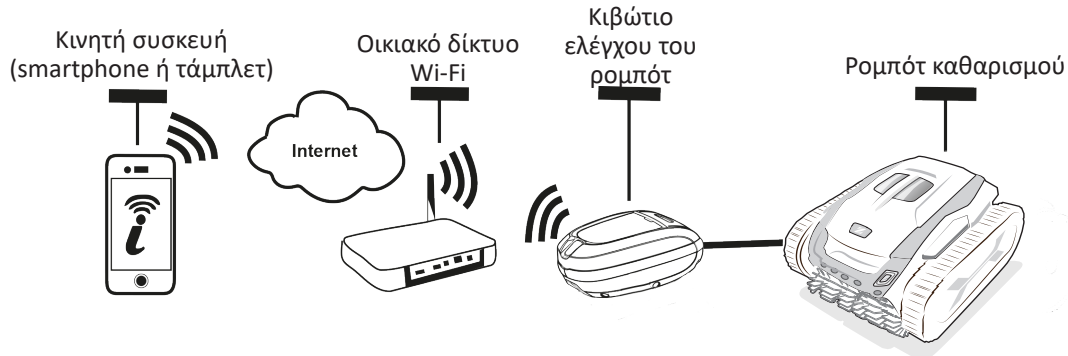 Κινητή συσκευή
(smartphone ή τάμπλετ)
Internet
Οικιακό δίκτυο
Wi-Fi
Κιβώτιο
ελέγχου του
ρομπότ
Ρομπότ καθαρισμού